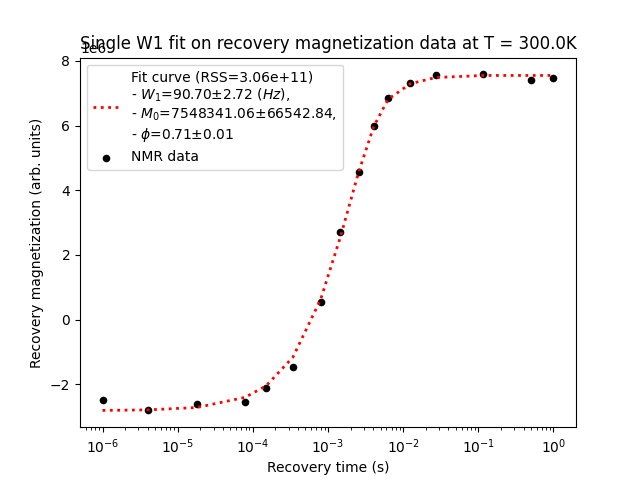 Single W1 fit on recovery magnetization data at T = 300.0K
1e6
8
6
4
2
0
−2
Recovery magnetization (arb. units)
Fit curve (RSS=3.06e+11)
- W₁=90.70±2.72 (Hz),
- M₀=7548341.06±66542.84,
- ϕ=0.71±0.01
NMR data
10⁻⁶ 10⁻⁵ 10⁻⁴ 10⁻³ 10⁻² 10⁻¹ 10⁰
Recovery time (s)